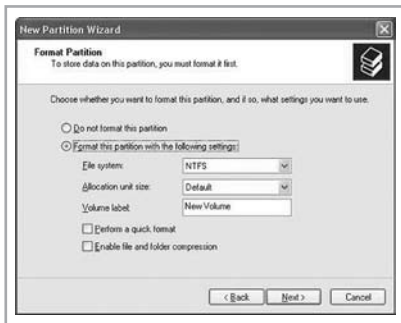 New Partition Wizard
Format Partition
To store data on this partition, you must format it first.
Choose whether you want to format this partition, and if so, what settings you want to use.
Do not format this partition
Format this partition with the following settings:
File system: NTFS
Allocation unit size: Default
Volume label: New Volume
Perform a quick format
Enable file and folder compression
< Back Next > Cancel